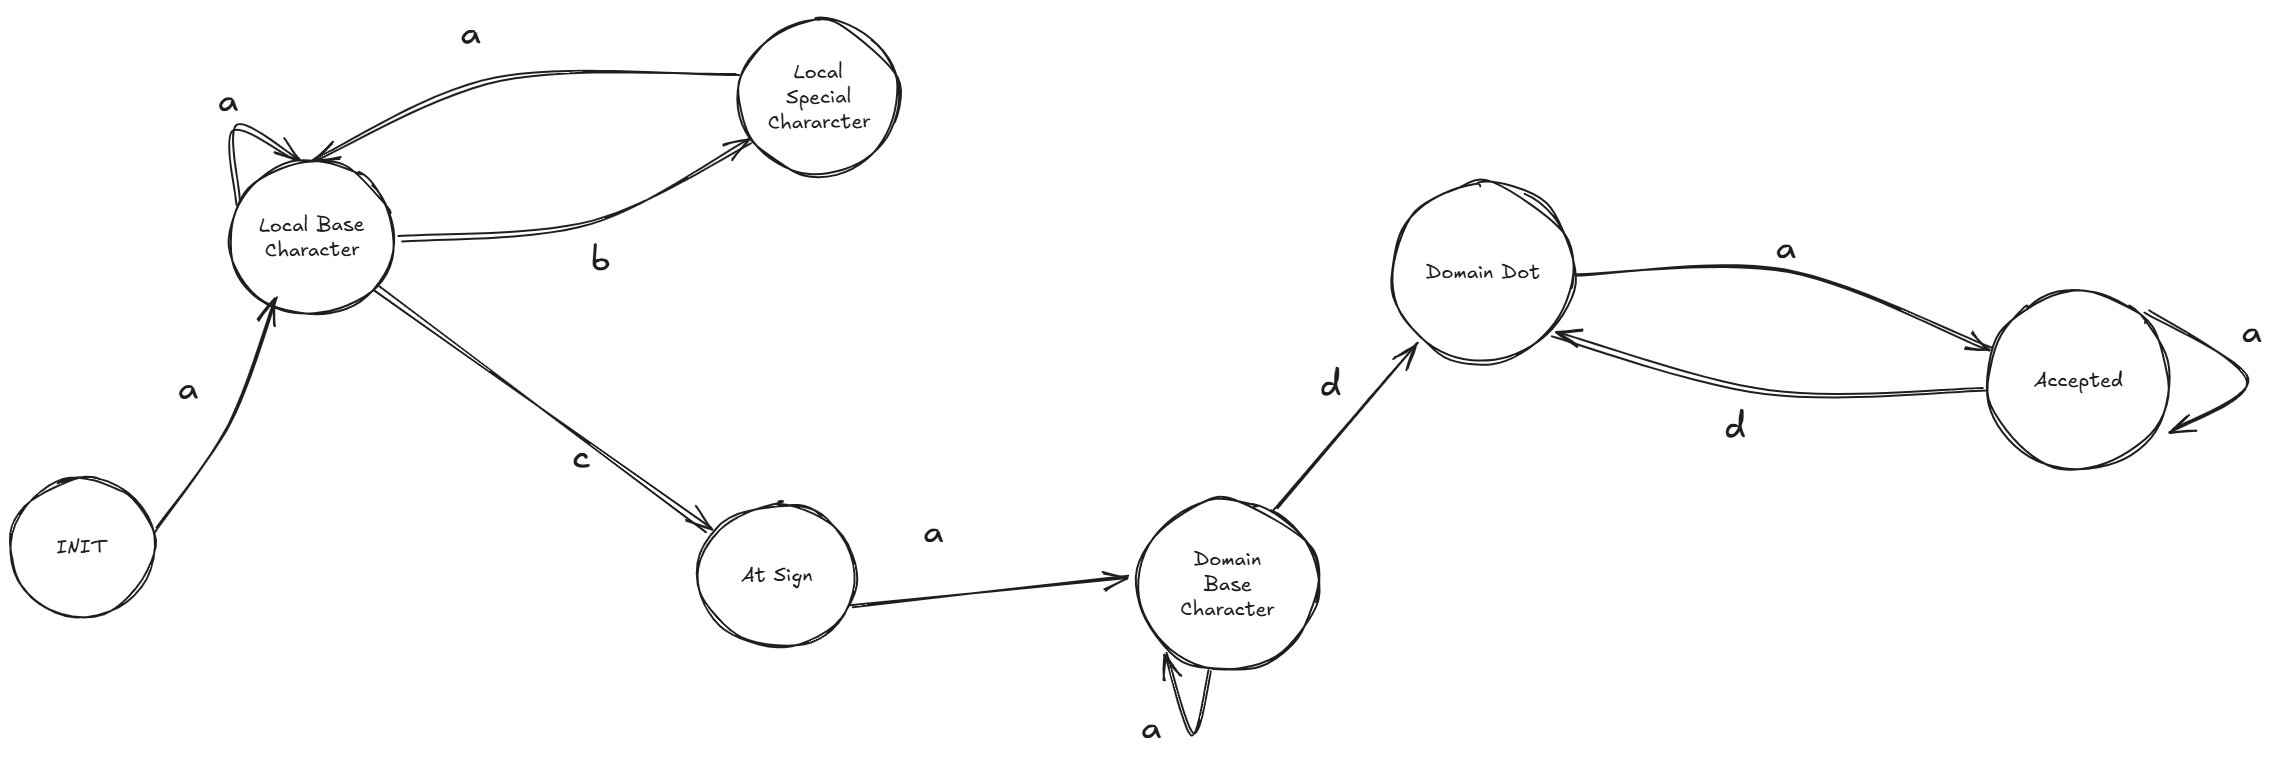 a
Local
Special
Chararcter
a
Local Base
Character
b
a
c
INIT
At Sign
a
Domain
Base
Character
a
d
Domain Dot
a
d
Accepted
a